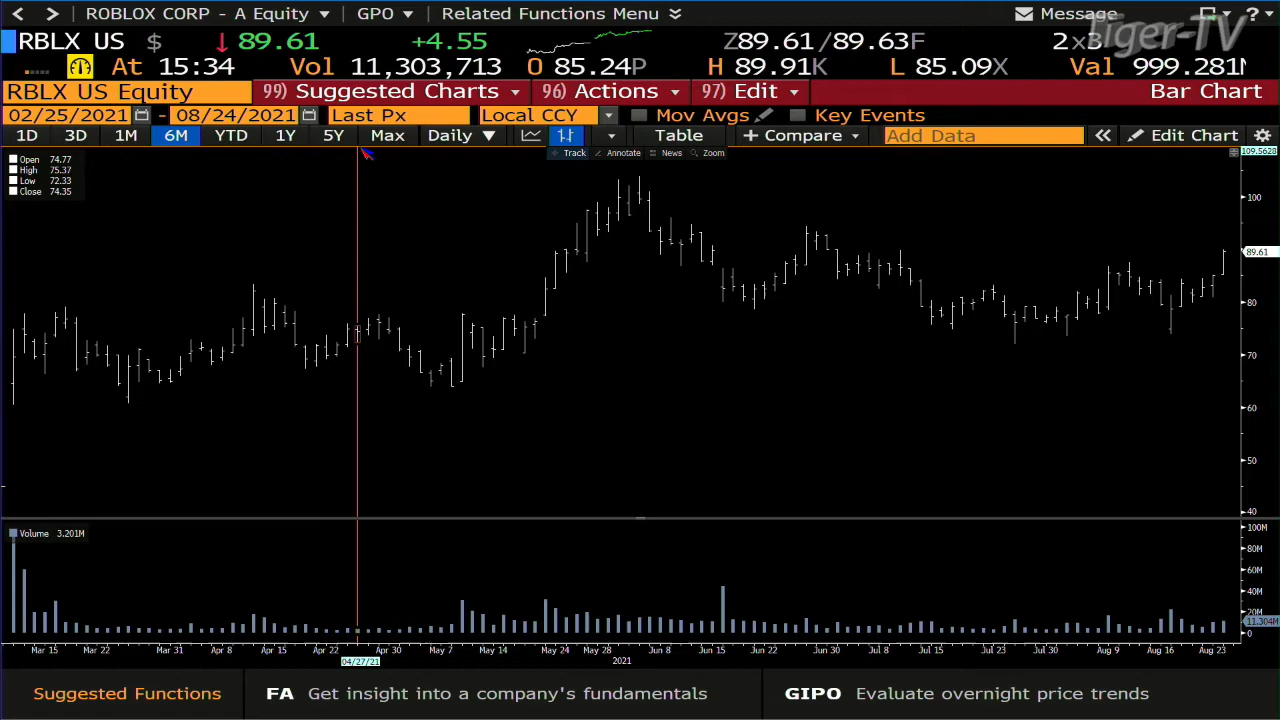 ROBLOX CORP - A Equity GPO Related Functions Menu Message ?
Tiger-TV
RBLX US $ 89.61 +4.55 Z89.61/89.63F 2 x3
At 15:34 Vol 11,303,713 O 85.24P H 89.91K L 85.09X Val 999.281M
RBLX US Equity 99) Suggested Charts 96) Actions 97) Edit Bar Chart
02/25/2021 - 08/24/2021 Last Px Local CCY Mov Avgs Key Events
1D 3D 1M 6M YTD 1Y 5Y Max Daily Table + Compare Add Data Edit Chart
Track Annotate News Zoom
109.5628
Open 74.77
High 75.37
Low 72.33
Close 74.35
100
89.61
80
70
60
50
40
Volume 3.201M
100M
80M
60M
40M
20M
11.304M
0
Mar 15 Mar 22 Mar 31 Apr 8 Apr 15 Apr 22 Apr 30 May 7 May 14 May 24 May 28 Jun 8 Jun 15 Jun 22 Jun 30 Jul 8 Jul 15 Jul 23 Jul 30 Aug 9 Aug 16 Aug 23
04/27/21 2021
Suggested Functions FA Get insight into a company's fundamentals GIPO Evaluate overnight price trends